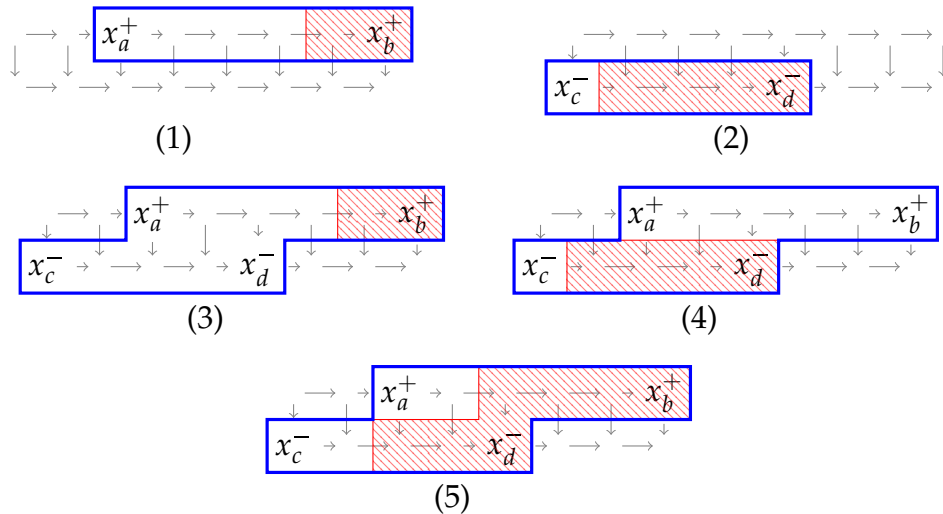 x_a^+ x_b^+
(1)
x_c^- x_d^-
(2)
x_a^+ x_b^+
x_c^- x_d^-
(3)
x_a^+ x_b^+
x_c^- x_d^-
(4)
x_a^+ x_b^+
x_c^- x_d^-
(5)